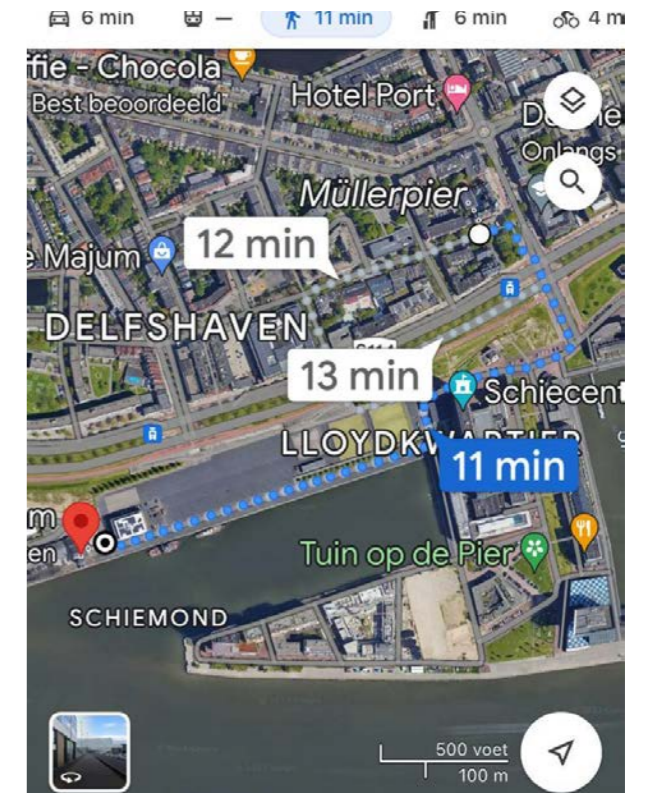 6 min
—
11 min
6 min
4 m
ffie - Chocola
Best beoordeeld
Hotel Port
Onlangs
Müllerpier
12 min
Majum
DELFSHAVEN
13 min
Schiecent
LLOYDKWARTIER
11 min
m
en
Tuin op de Pier
SCHIEMOND
500 voet
100 m